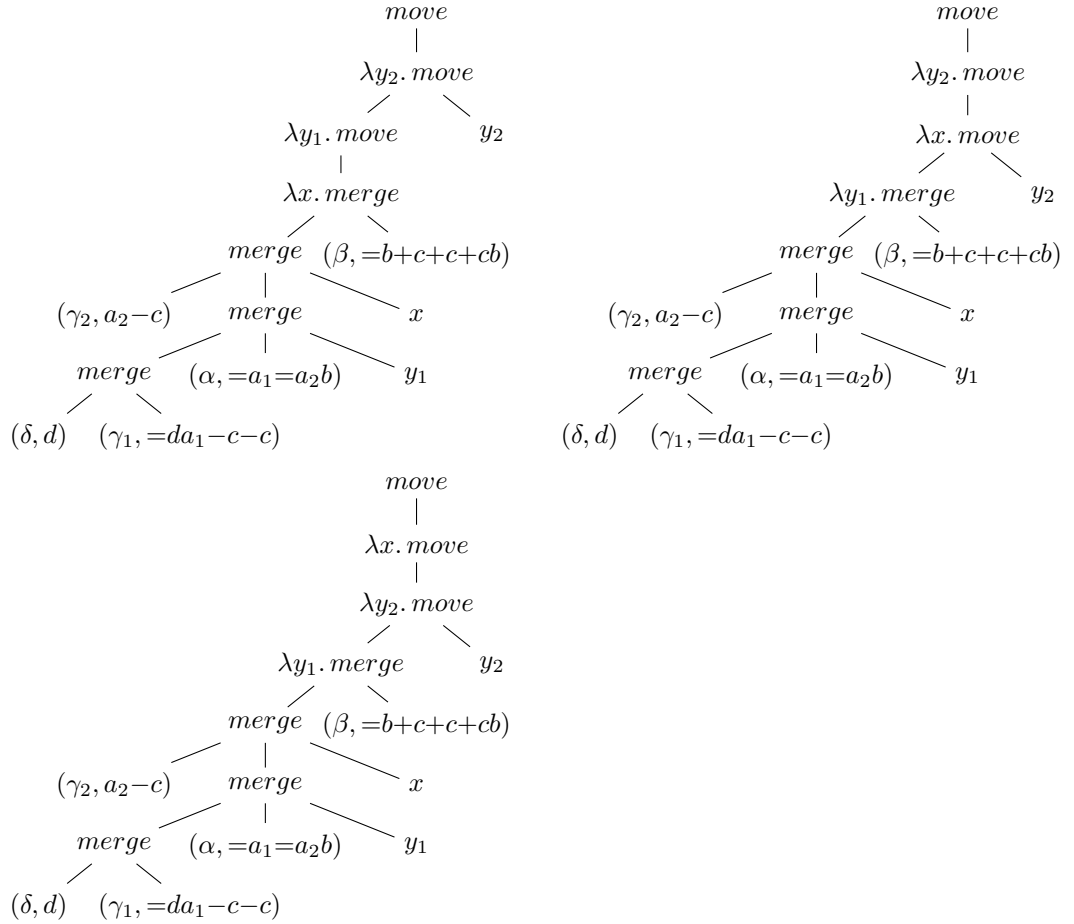 move move
λy₂. move λy₂. move
λy₁. move y₂ λx. move
λx. merge λy₁. merge y₂
merge (β, =b+c+c+cb) merge (β, =b+c+c+cb)
(γ₂, a₂−c) merge x (γ₂, a₂−c) merge x
merge (α, =a₁=a₂b) y₁ merge (α, =a₁=a₂b) y₁
(δ, d) (γ₁, =da₁−c−c) (δ, d) (γ₁, =da₁−c−c)
move
λx. move
λy₂. move
λy₁. merge y₂
merge (β, =b+c+c+cb)
(γ₂, a₂−c) merge x
merge (α, =a₁=a₂b) y₁
(δ, d) (γ₁, =da₁−c−c)